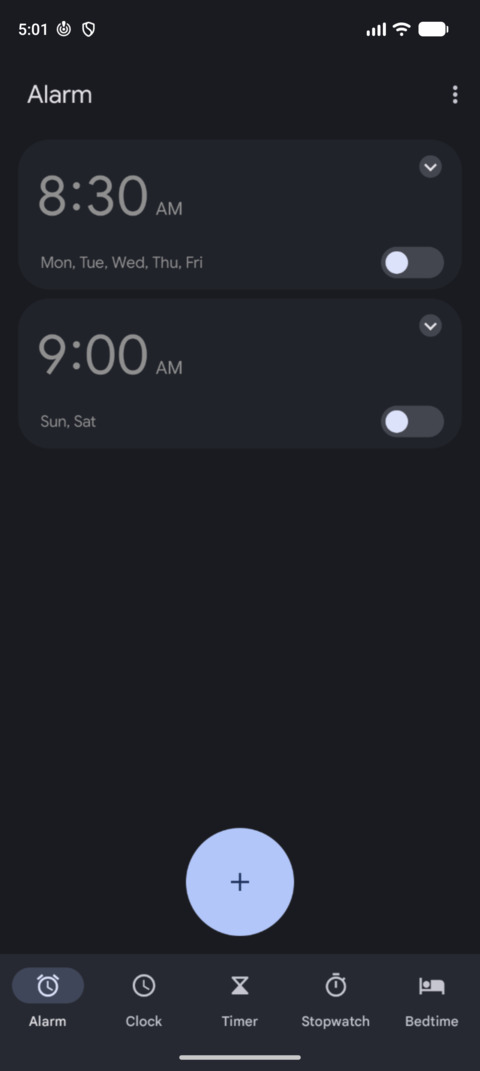 5:01
Alarm
8:30 AM
Mon, Tue, Wed, Thu, Fri
9:00 AM
Sun, Sat
Alarm Clock Timer Stopwatch Bedtime